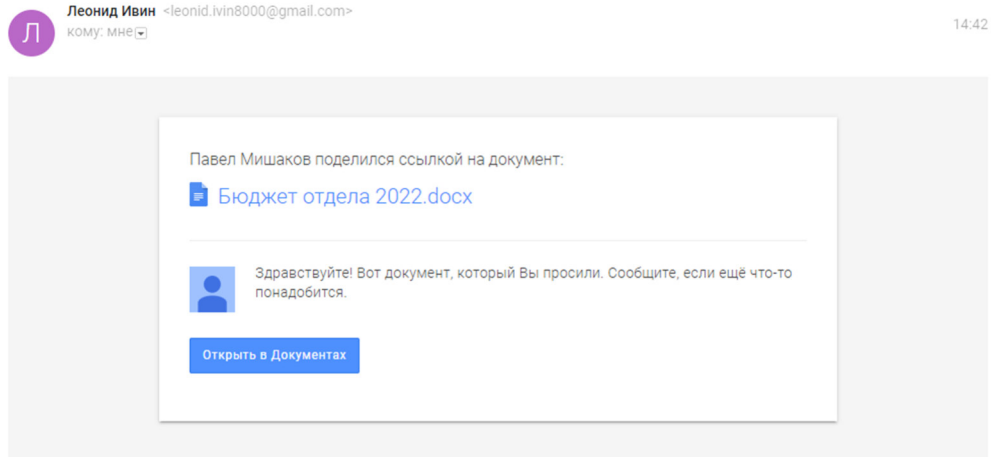 Леонид Ивин <leonid.ivin8000@gmail.com>
кому: мне
14:42
Л
Павел Мишаков поделился ссылкой на документ:
Бюджет отдела 2022.docx
Здравствуйте! Вот документ, который Вы просили. Сообщите, если ещё что-то
понадобится.
Открыть в Документах